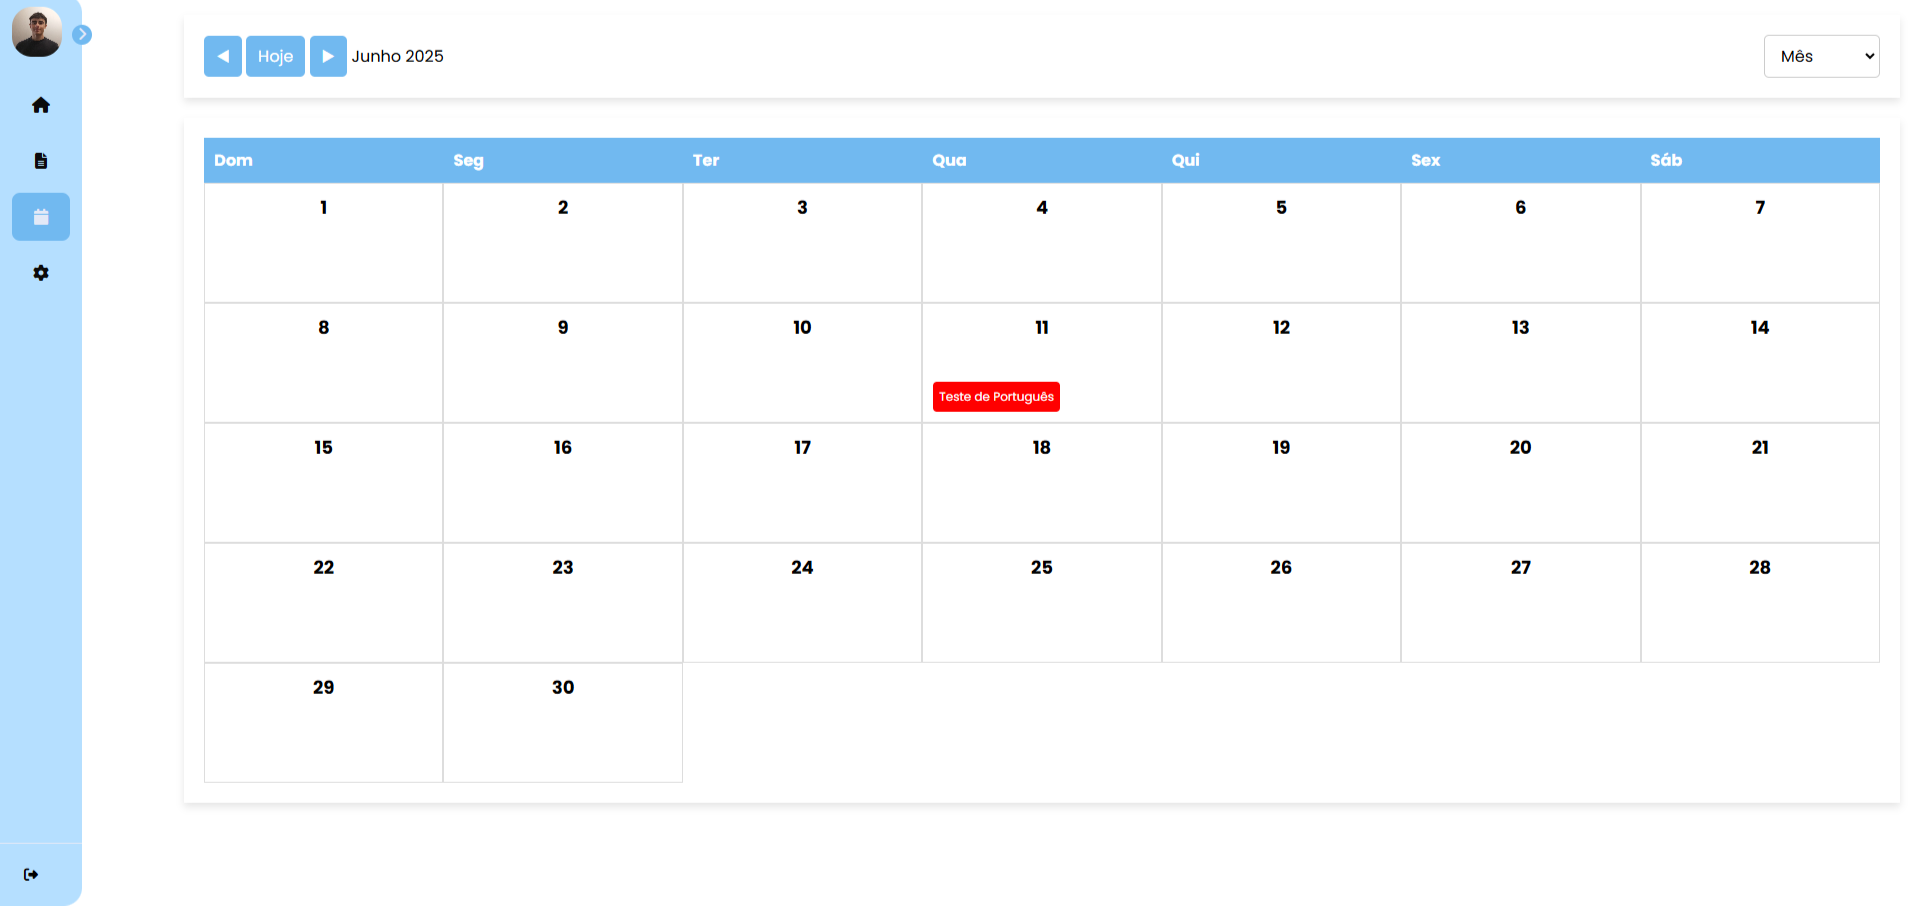 ◀ Hoje ▶ Junho 2025 Mês
Dom Seg Ter Qua Qui Sex Sáb
1 2 3 4 5 6 7
8 9 10 11 12 13 14
Teste de Português
15 16 17 18 19 20 21
22 23 24 25 26 27 28
29 30